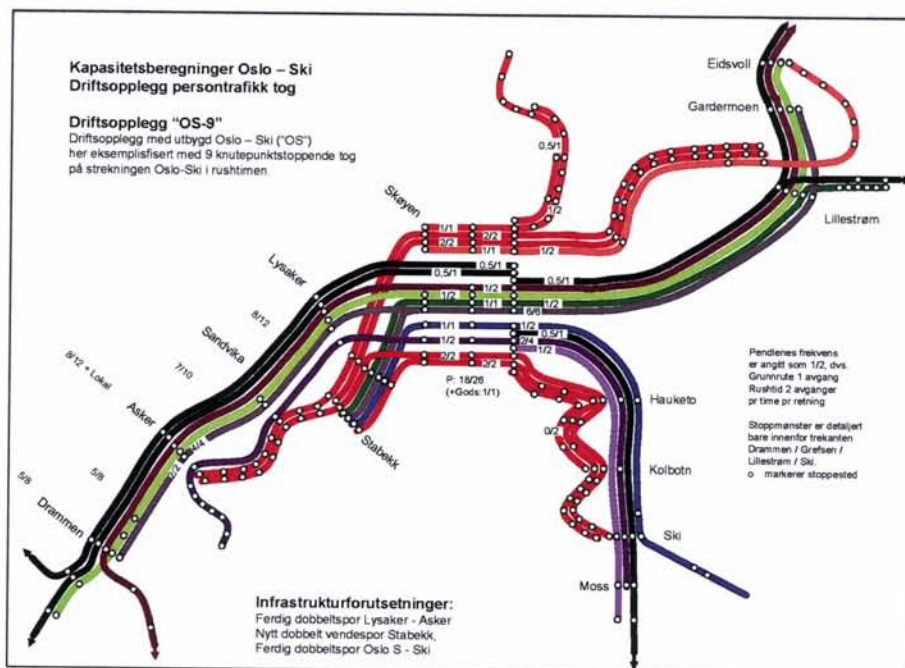 Kapasitetsberegninger Oslo – Ski
Driftsopplegg persontrafikk tog
Driftsopplegg "OS-9"
Driftsopplegg med utbygd Oslo – Ski ("OS")
her eksemplisifisert med 9 knutepunktstoppende tog
på strekningen Oslo-Ski i rushtimen.
Eidsvoll
Gardermoen
Lillestrøm
0,5/1
1/2
Skøyen
1/1
2/2
2/2
1/1
1/2
Lysaker
0,5/1
0,5/1
0,5/1
1/2
1/2
1/1
1/2
6/6
1/1
1/2
1/2
2/4
0,5/1
1/2
2/2
2/2
8/12
Sandvika
7/10
8/12 + Lokal
Asker
4/4
2/2
5/8
5/8
Drammen
Stabekk
P: 18/26
(+Gods:1/1)
0/2
Hauketo
Kolbotn
Ski
Moss
Pendlenes frekvens
er angitt som 1/2, dvs.
Grunnrute 1 avgang
Rushtid 2 avganger
pr time pr retning
Stoppmønster er detaljert
bare innenfor trekanten
Drammen / Grefsen /
Lillestrøm / Ski.
o markerer stoppested
Infrastrukturforutsetninger:
Ferdig dobbeltspor Lysaker - Asker
Nytt dobbelt vendespor Stabekk,
Ferdig dobbeltspor Oslo S - Ski